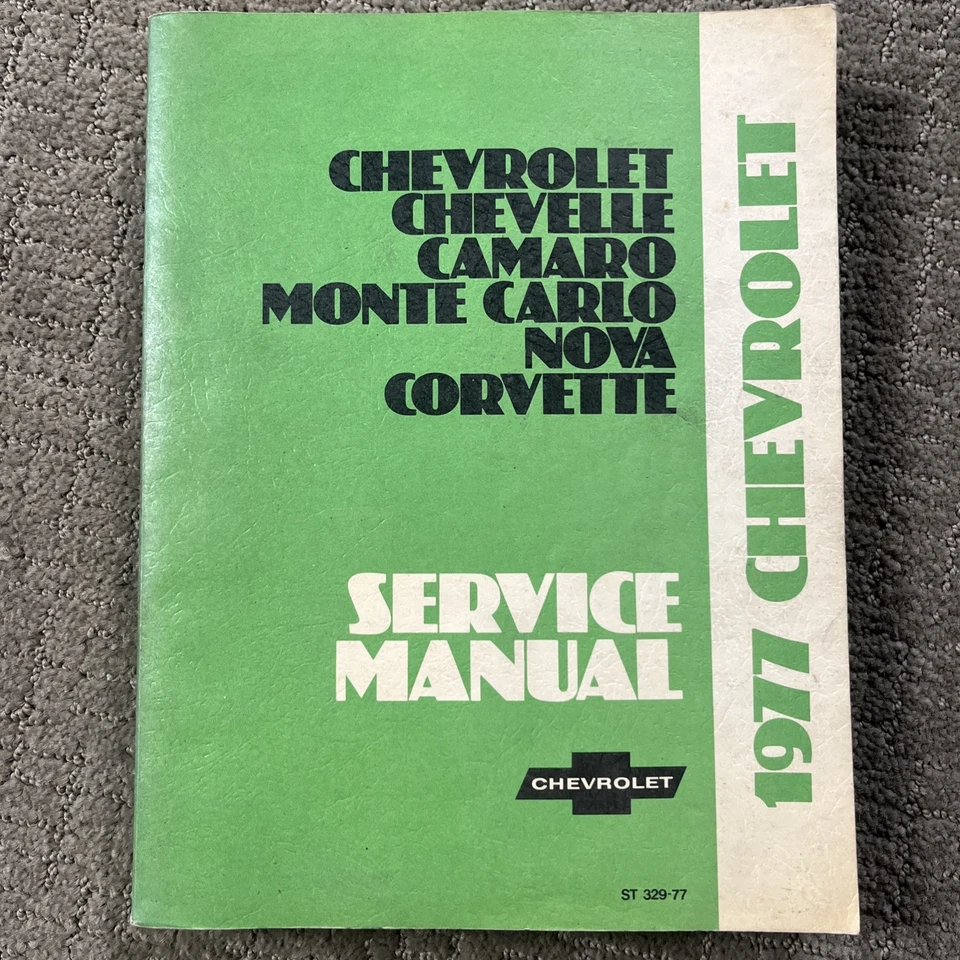 CHEVROLET
CHEVELLE
CAMARO
MONTE CARLO
NOVA
CORVETTE
SERVICE
MANUAL
CHEVROLET
ST 329-77
1977 CHEVROLET